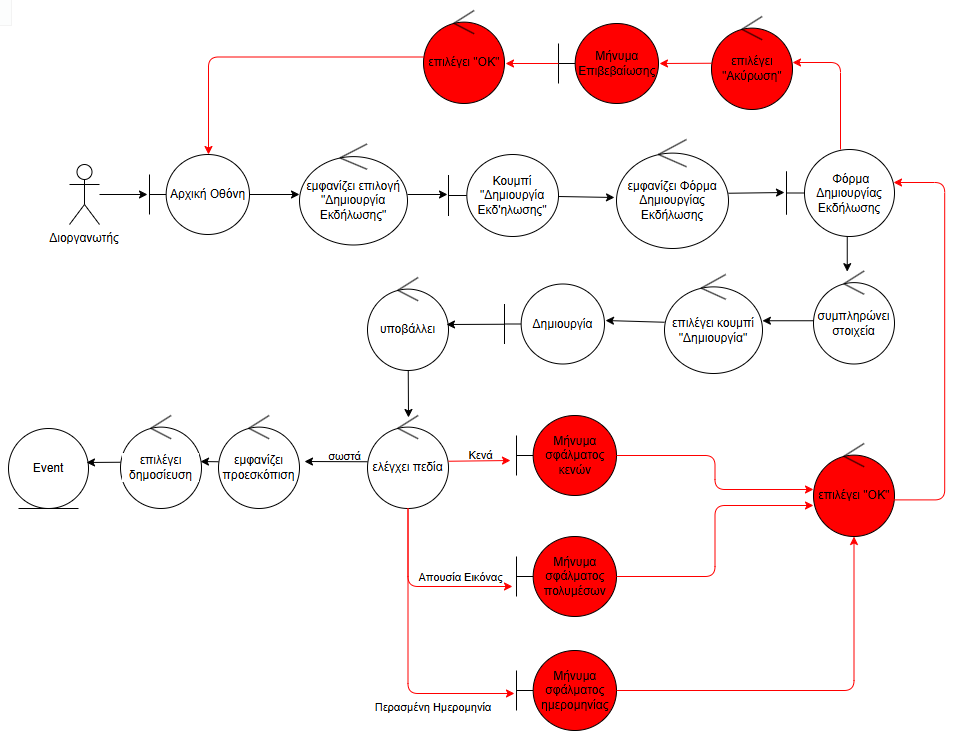 επιλέγει "ΟΚ"
Μήνυμα
Επιβεβαίωσης
επιλέγει
"Ακύρωση"
Διοργανωτής
Αρχική Οθόνη
εμφανίζει επιλογή
"Δημιουργία
Εκδήλωσης"
Κουμπί
"Δημιουργία
Εκδ'ηλωσης"
εμφανίζει Φόρμα
Δημιουργίας
Εκδήλωσης
Φόρμα
Δημιουργίας
Εκδήλωσης
υποβάλλει
Δημιουργία
επιλέγει κουμπί
"Δημιουργία"
συμπληρώνει
στοιχεία
Event
επιλέγει
δημοσίευση
εμφανίζει
προεσκόπιση
σωστά
ελέγχει πεδία
Κενά
Μήνυμα
σφάλματος
κενών
επιλέγει "ΟΚ"
Απουσία Εικόνας
Μήνυμα
σφάλματος
πολυμέσων
Περασμένη Ημερομηνία
Μήνυμα
σφάλματος
ημερομηνίας